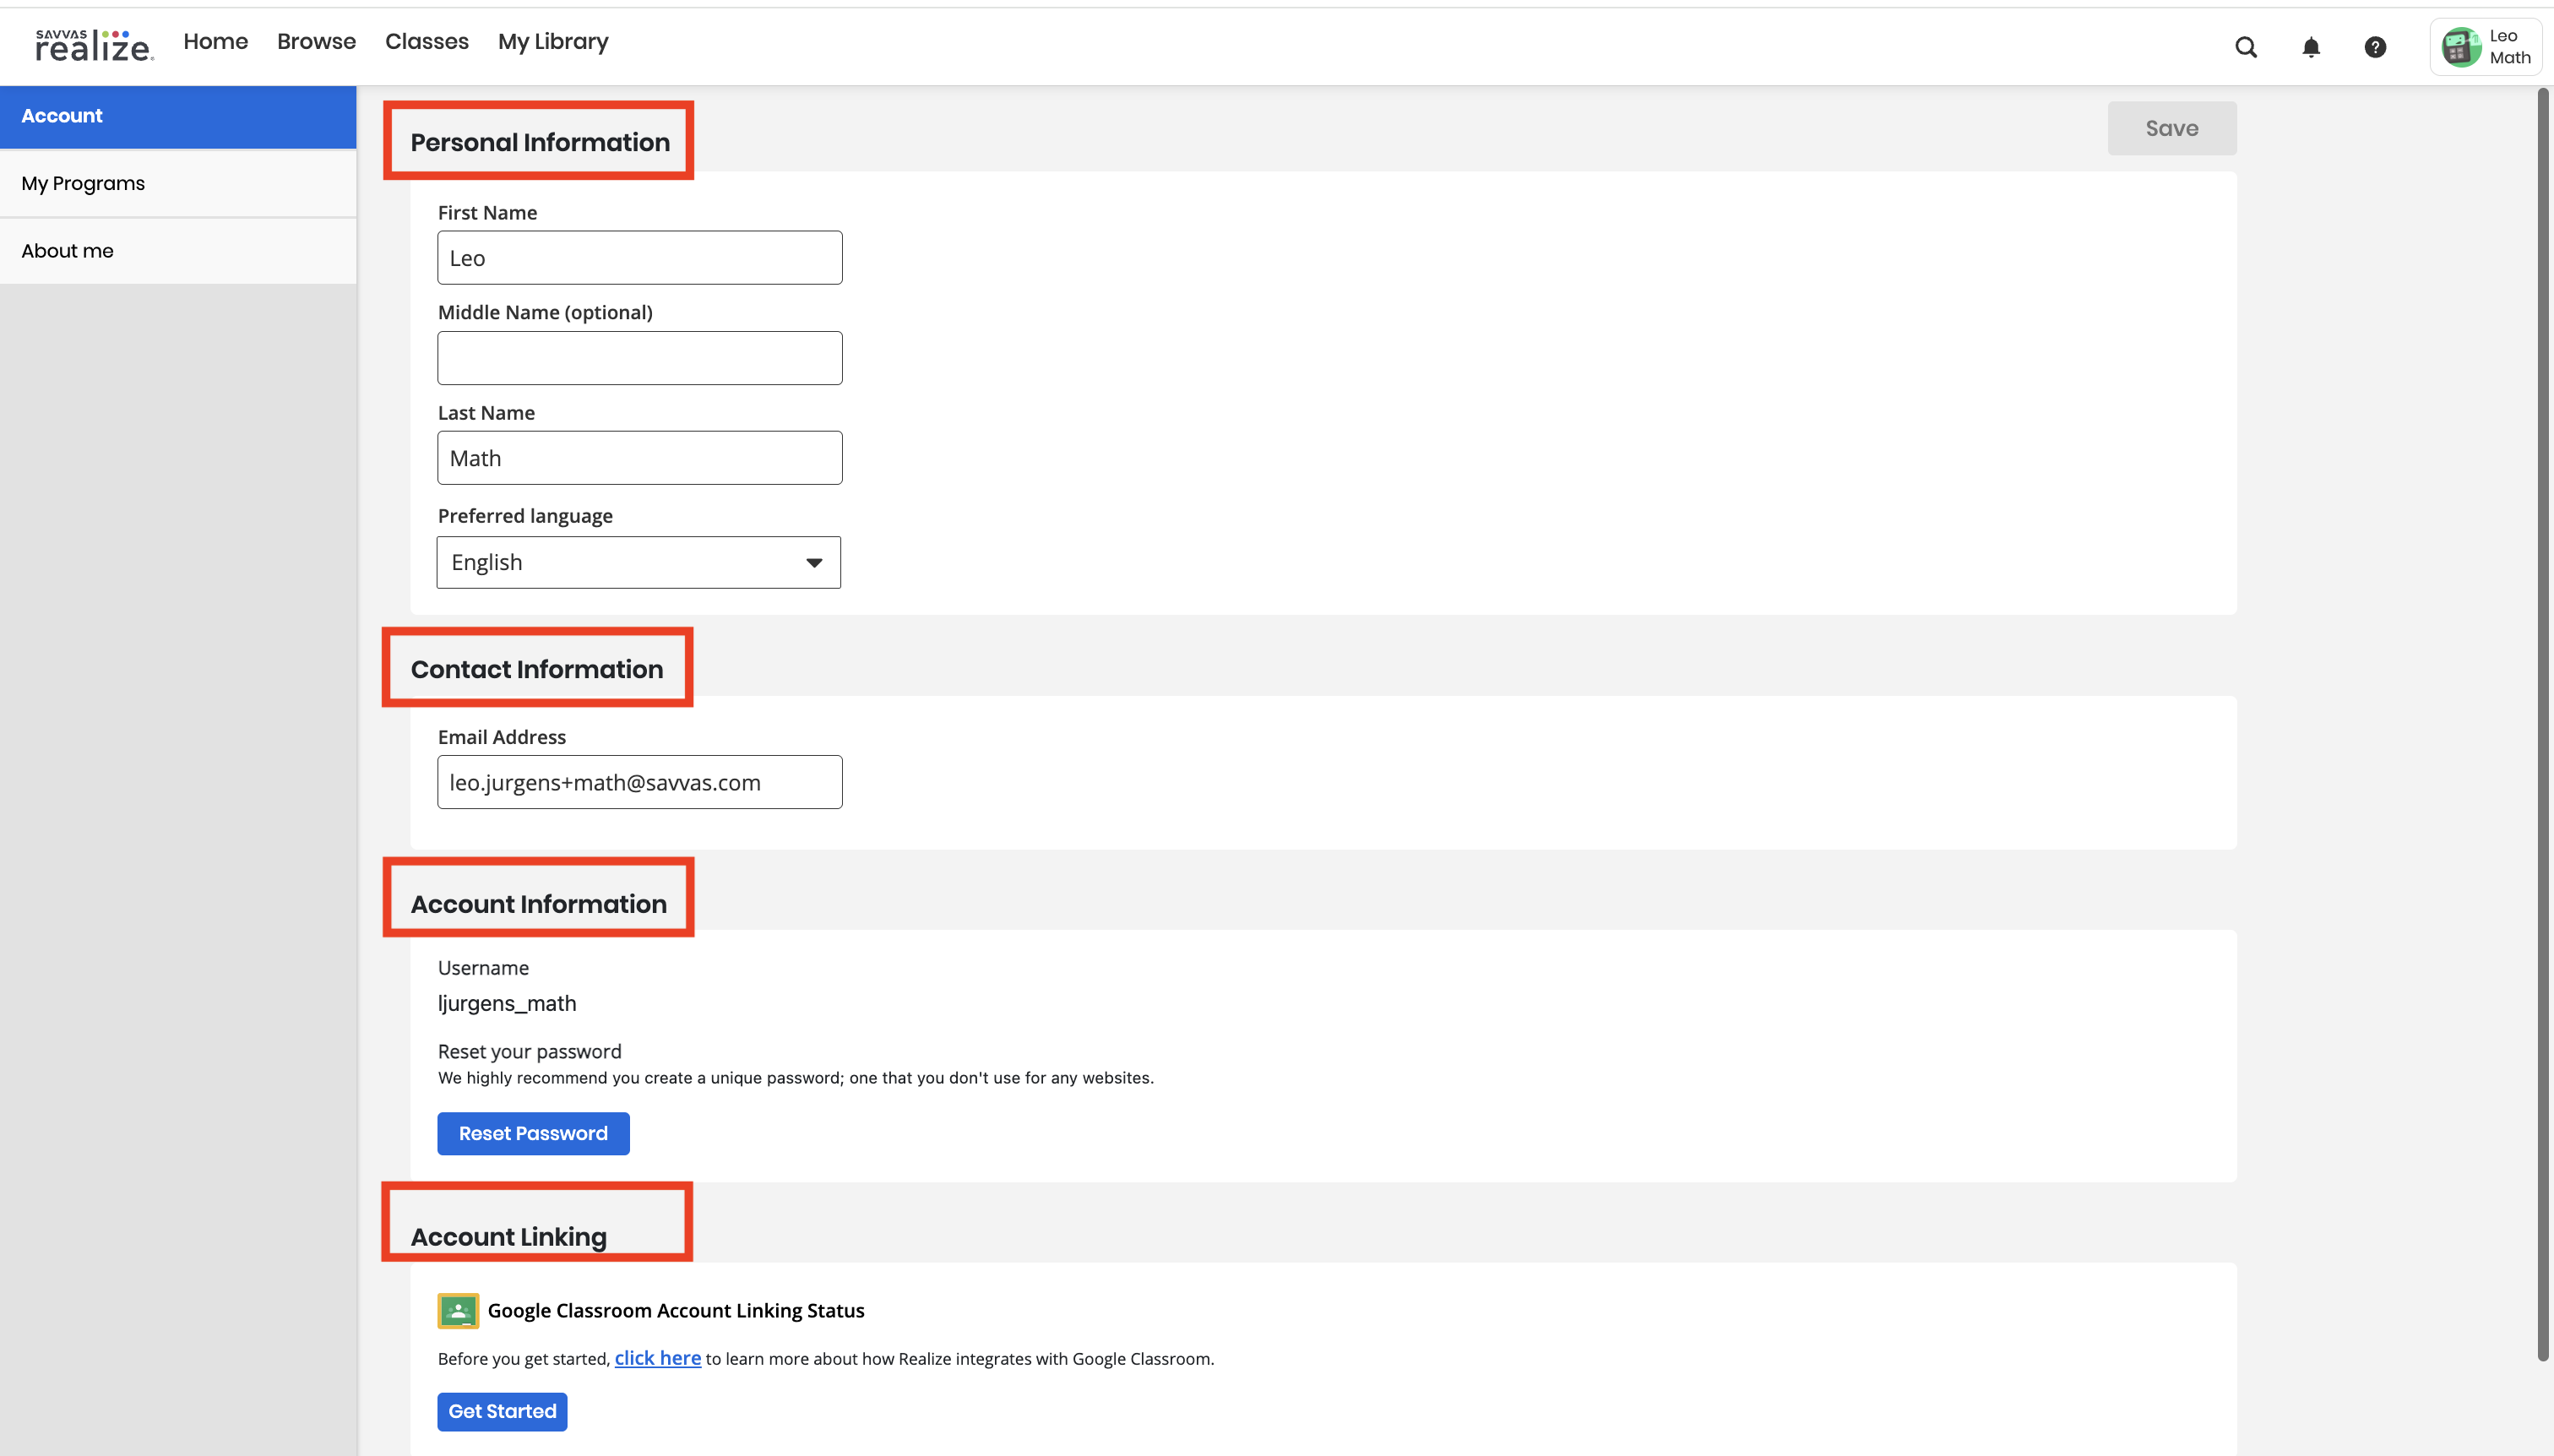 SAVVAS
realize.
Home Browse Classes My Library
Leo
Math
Account
My Programs
About me
Personal Information
Save
First Name
Leo
Middle Name (optional)
Last Name
Math
Preferred language
English
Contact Information
Email Address
leo.jurgens+math@savvas.com
Account Information
Username
ljurgens_math
Reset your password
We highly recommend you create a unique password; one that you don't use for any websites.
Reset Password
Account Linking
Google Classroom Account Linking Status
Before you get started, click here to learn more about how Realize integrates with Google Classroom.
Get Started